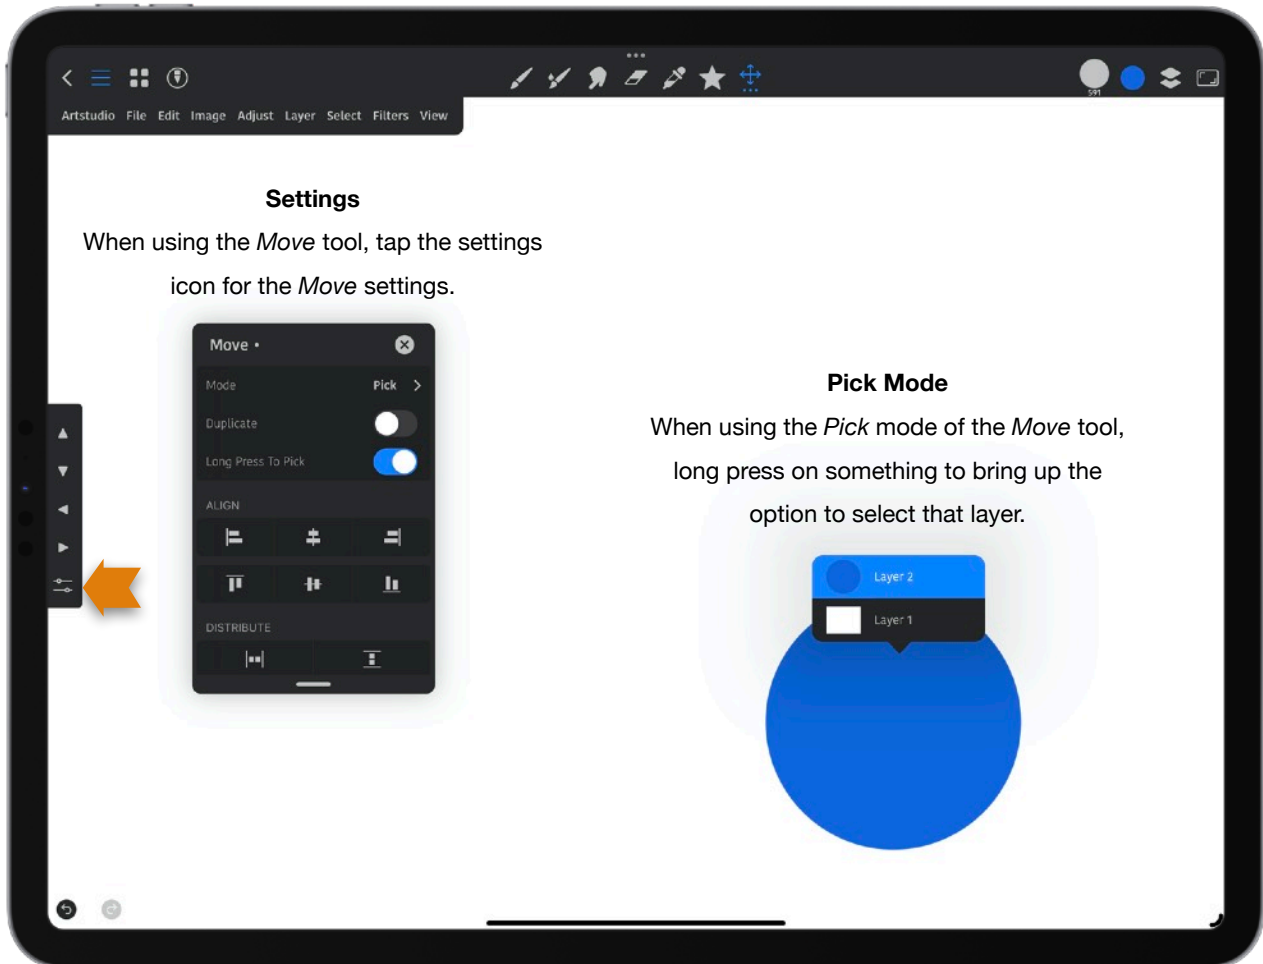 591
Artstudio File Edit Image Adjust Layer Select Filters View
Settings
When using the Move tool, tap the settings
icon for the Move settings.
Move •
Mode Pick
Duplicate
Long Press To Pick
ALIGN
DISTRIBUTE
Pick Mode
When using the Pick mode of the Move tool,
long press on something to bring up the
option to select that layer.
Layer 2
Layer 1